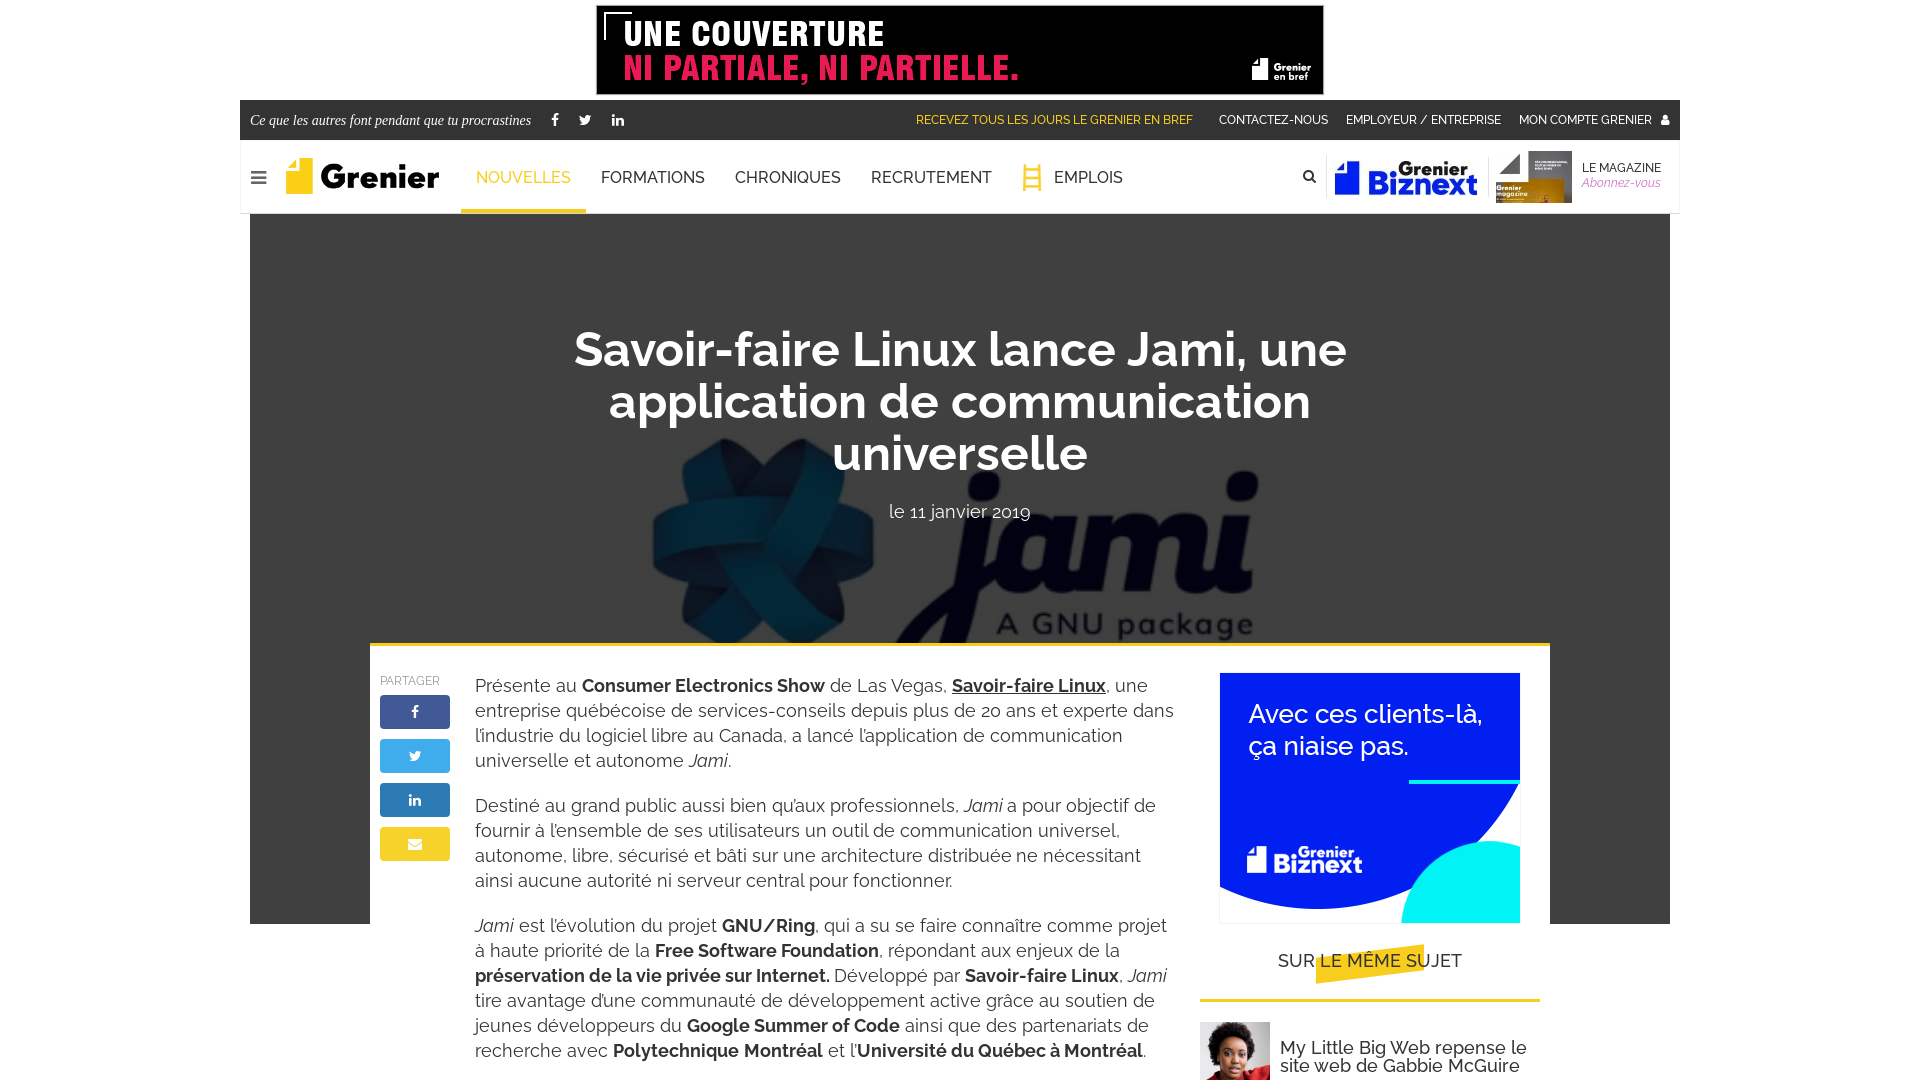 UNE COUVERTURE
NI PARTIALE, NI PARTIELLE.
Grenier
en bref
Ce que les autres font pendant que tu procrastines
RECEVEZ TOUS LES JOURS LE GRENIER EN BREF
CONTACTEZ-NOUS
EMPLOYEUR / ENTREPRISE
MON COMPTE GRENIER
Grenier
NOUVELLES
FORMATIONS
CHRONIQUES
RECRUTEMENT
EMPLOIS
Grenier
Biznext
Grenier
magazine
LE MAGAZINE
Abonnez-vous
Savoir-faire Linux lance Jami, une
application de communication
universelle
le 11 janvier 2019
jami
A GNU package
PARTAGER
Présente au Consumer Electronics Show de Las Vegas, Savoir-faire Linux, une
entreprise québécoise de services-conseils depuis plus de 20 ans et experte dans
l’industrie du logiciel libre au Canada, a lancé l’application de communication
universelle et autonome Jami.
Destiné au grand public aussi bien qu’aux professionnels, Jami a pour objectif de
fournir à l’ensemble de ses utilisateurs un outil de communication universel,
autonome, libre, sécurisé et bâti sur une architecture distribuée ne nécessitant
ainsi aucune autorité ni serveur central pour fonctionner.
Jami est l’évolution du projet GNU/Ring, qui a su se faire connaître comme projet
à haute priorité de la Free Software Foundation, répondant aux enjeux de la
préservation de la vie privée sur Internet. Développé par Savoir-faire Linux, Jami
tire avantage d’une communauté de développement active grâce au soutien de
jeunes développeurs du Google Summer of Code ainsi que des partenariats de
recherche avec Polytechnique Montréal et l’Université du Québec à Montréal.
Avec ces clients-là,
ça niaise pas.
Grenier
Biznext
SUR LE MÊME SUJET
My Little Big Web repense le
site web de Gabbie McGuire